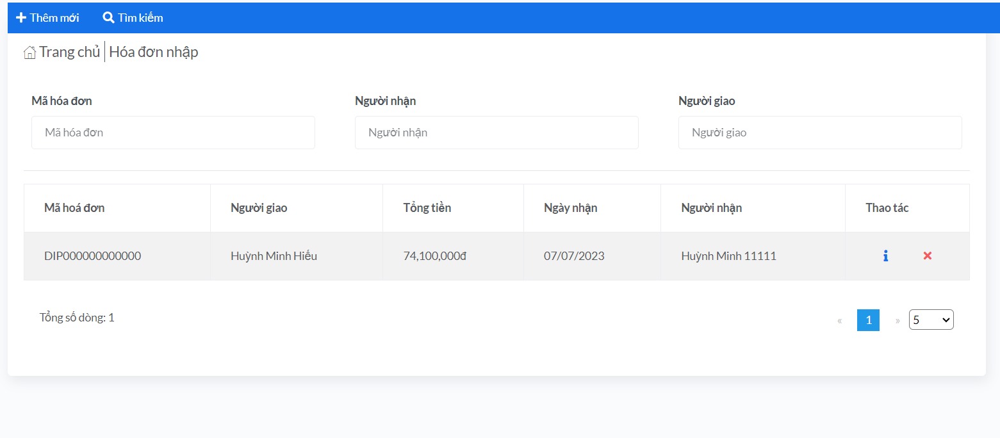 Thêm mới Tìm kiếm
Trang chủ Hóa đơn nhập
Mã hóa đơn Người nhận Người giao
Mã hóa đơn Người nhận Người giao
Mã hoá đơn Người giao Tổng tiền Ngày nhận Người nhận Thao tác
DIP000000000000 Huỳnh Minh Hiếu 74,100,000đ 07/07/2023 Huỳnh Minh 11111
Tổng số dòng: 1 « 1 » 5